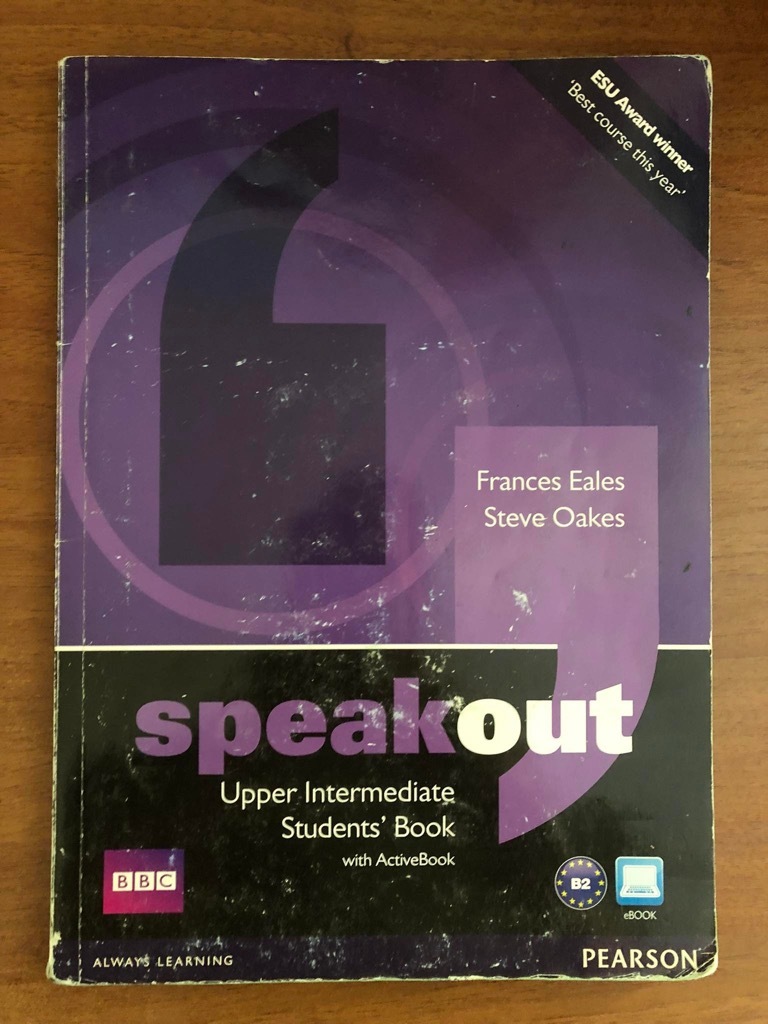 ESU Award winner
'Best course this year'
Frances Eales
Steve Oakes
speakout
Upper Intermediate
Students' Book
with ActiveBook
BBC
B2
eBOOK
ALWAYS LEARNING
PEARSON